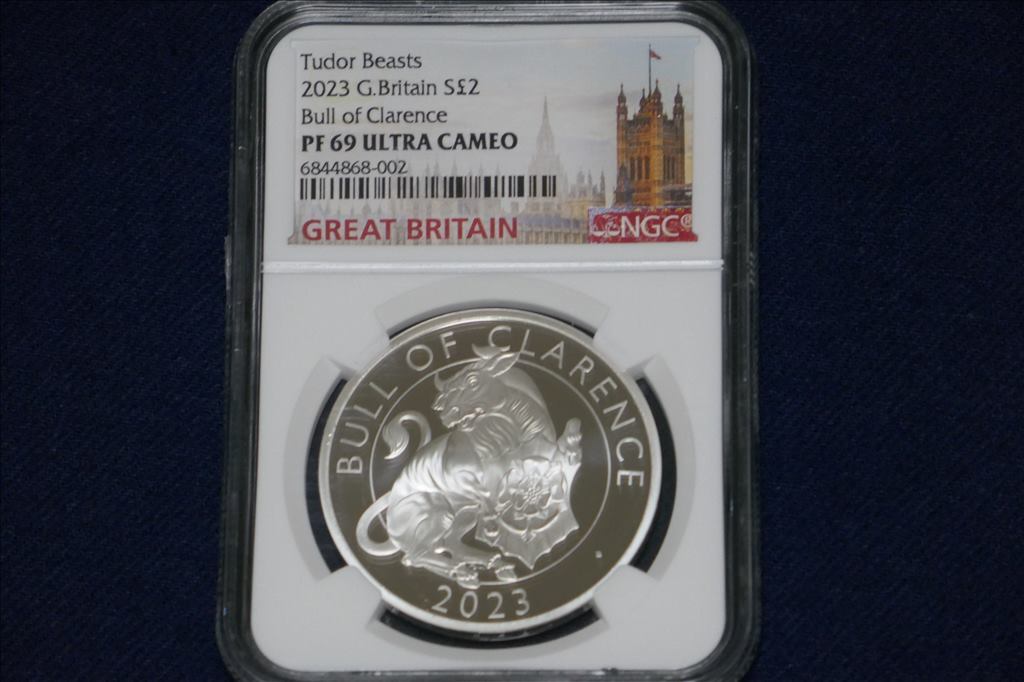 Tudor Beasts
2023 G.Britain S£2
Bull of Clarence
PF 69 ULTRA CAMEO
6844868-002
GREAT BRITAIN
NGC®
BULL OF CLARENCE
2023